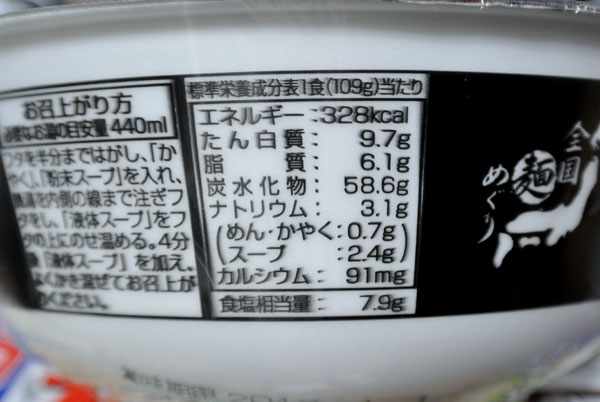 お召上がり方
必要なお湯の目安量 440ml
フタを半分まではがし、「か
やく」、「粉末スープ」を入れ、
熱湯を内側の線まで注ぎフ
タをし、「液体スープ」をフ
タの上にのせ温める。4分
後「液体スープ」を加え、
よくかき混ぜてお召上が
りください。
標準栄養成分表1食(109g)当たり
エネルギー:328kcal
たん白質: 9.7g
脂質: 6.1g
炭水化物: 58.6g
ナトリウム: 3.1g
(めん・かやく:0.7g)
(スープ :2.4g)
カルシウム: 91mg
食塩相当量: 7.9g
全国
麺
めぐり
賞味期限